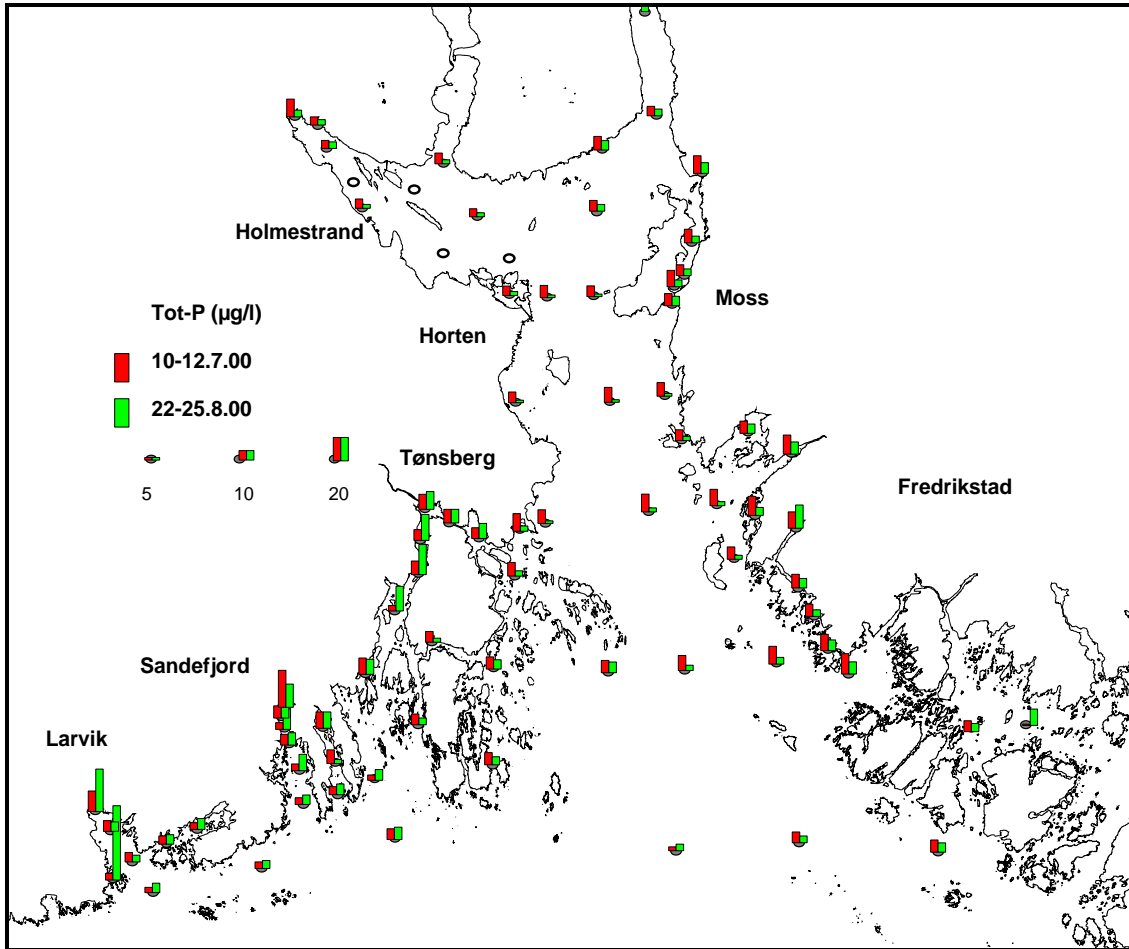 Holmestrand
Moss
Tot-P (µg/l)
Horten
10-12.7.00
22-25.8.00
Tønsberg
5 10 20
Fredrikstad
Sandefjord
Larvik